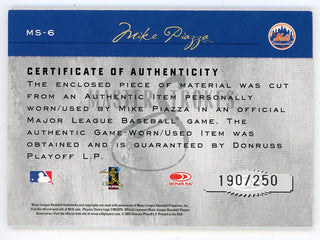 MS-6
Mike Piazza
Mets
CERTIFICATE OF AUTHENTICITY
THE ENCLOSED PIECE OF MATERIAL WAS CUT
FROM AN AUTHENTIC ITEM PERSONALLY
WORN/USED BY MIKE PIAZZA IN AN OFFICIAL
MAJOR LEAGUE BASEBALL® GAME. THE
AUTHENTIC GAME-WORN/USED ITEM WAS
OBTAINED AND IS GUARANTEED BY DONRUSS
PLAYOFF L.P.
DONRUSS
190/250